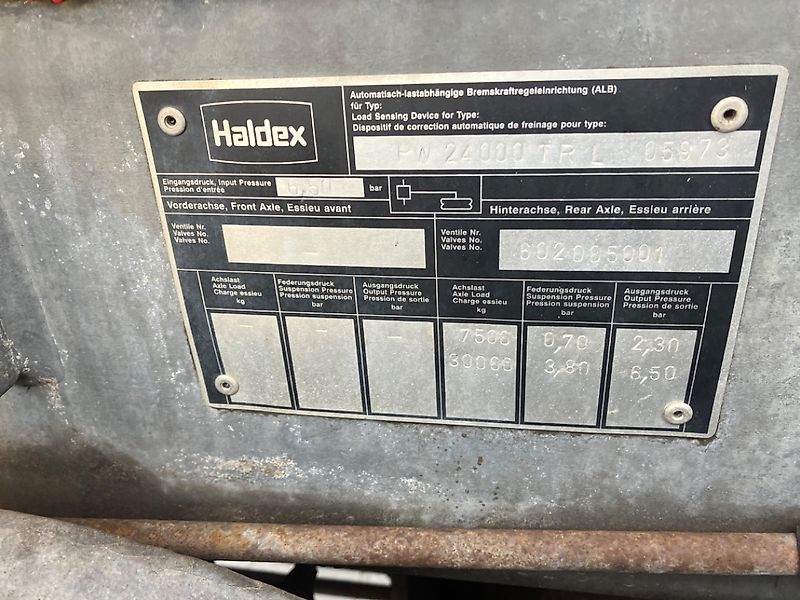 Haldex
Automatisch-lastabhängige Bremskraftregeleinrichtung (ALB)
für Typ:
Load Sensing Device for Type:
Dispositif de correction automatique de freinage pour type:
PW 24000 TR L 05973
Eingangsdruck, Input Pressure
Pression d'entrée
6,50 bar
Vorderachse, Front Axle, Essieu avant
Hinterachse, Rear Axle, Essieu arrière
Ventile Nr.
Valves No.
Valves No.
Ventile Nr.
Valves No.
Valves No.
602005001
Achslast
Axle Load
Charge essieu
kg
Federungsdruck
Suspension Pressure
Pression suspension
bar
Ausgangsdruck
Output Pressure
Pression de sortie
bar
Achslast
Axle Load
Charge essieu
kg
Federungsdruck
Suspension Pressure
Pression suspension
bar
Ausgangsdruck
Output Pressure
Pression de sortie
bar
– – – 7500 0,70 2,30
30000 3,80 6,50